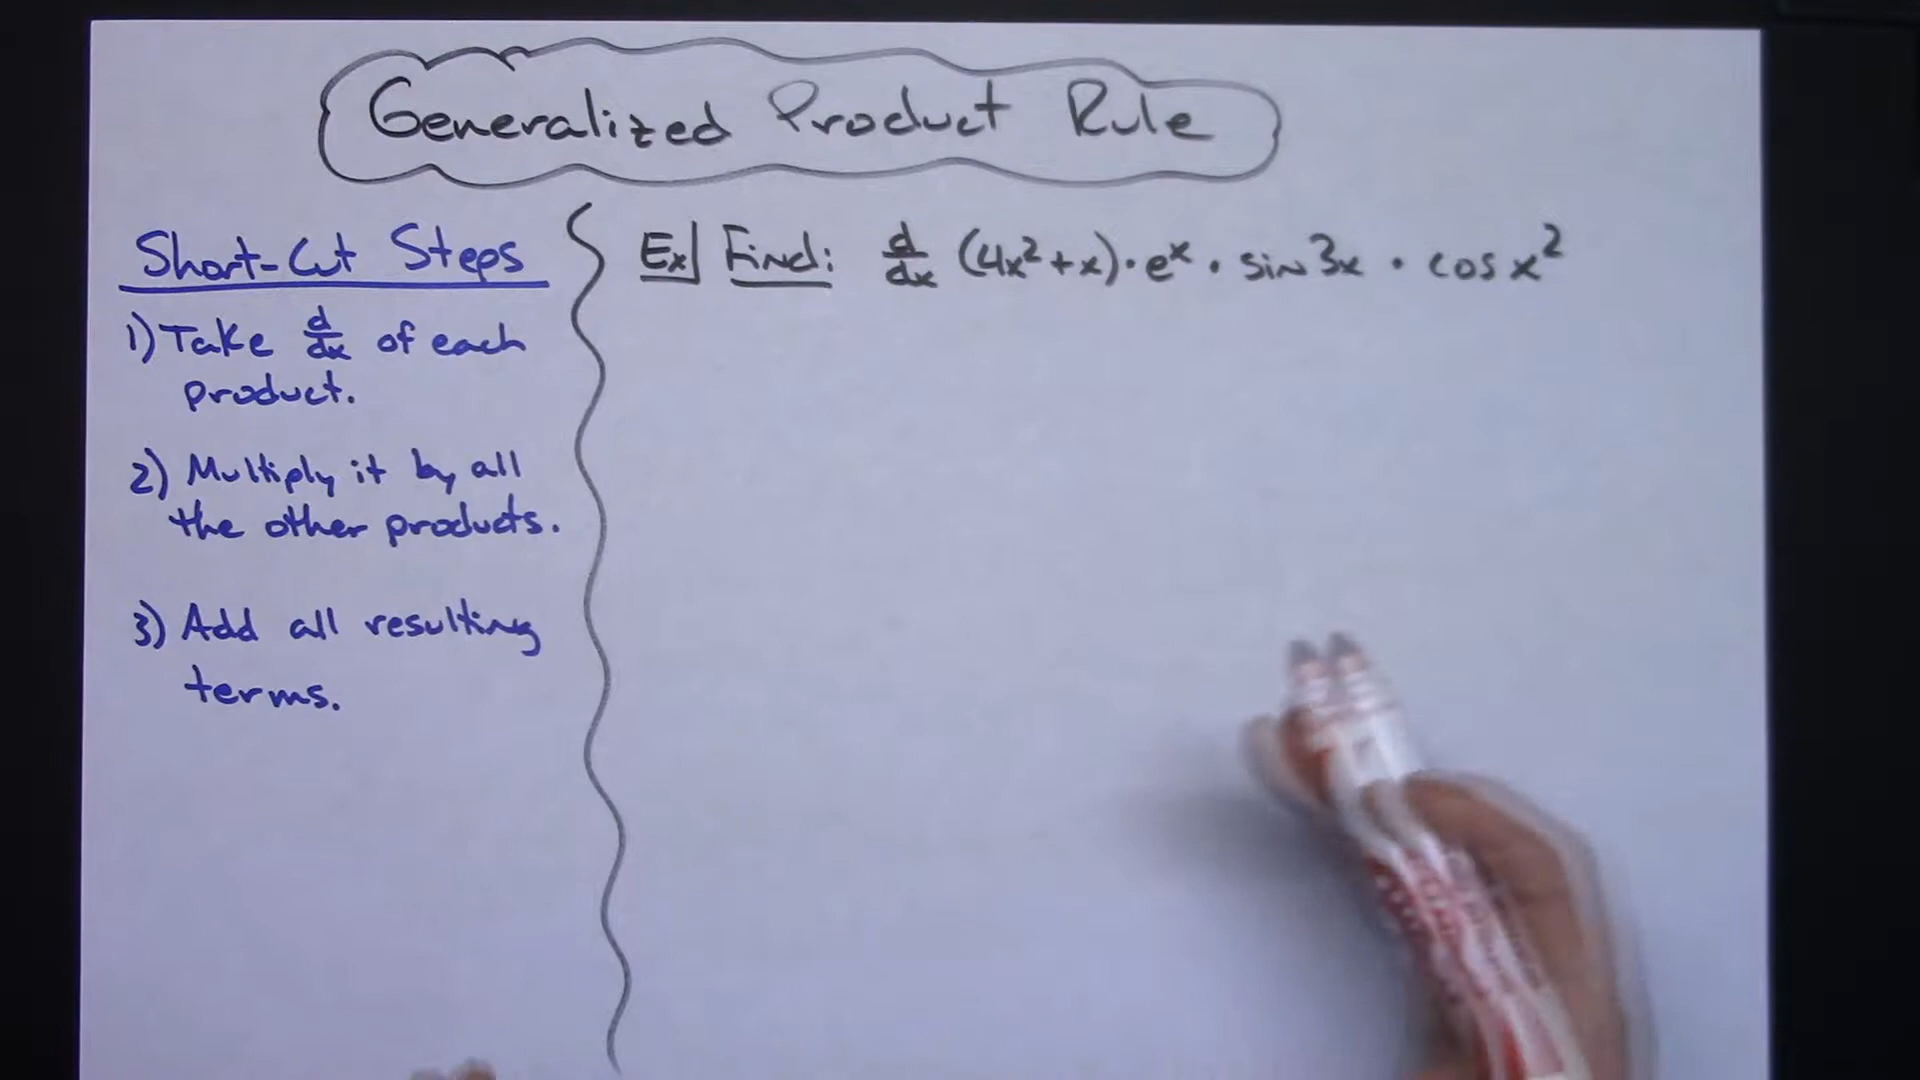 Generalized Product Rule
Short-Cut Steps
1) Take d/dx of each
product.
2) Multiply it by all
the other products.
3) Add all resulting
terms.
Ex Find: d/dx (4x²+x)·eˣ · sin 3x · cos x²